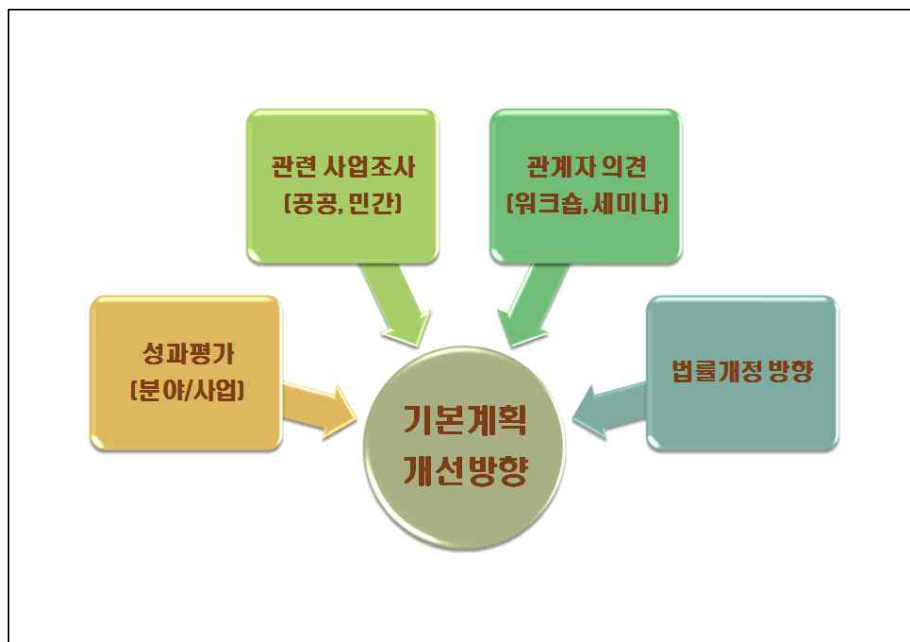 관련 사업조사
(공공, 민간)
관계자 의견
(워크숍, 세미나)
성과평가
(분야/사업)
법률개정 방향
기본계획
개선방향